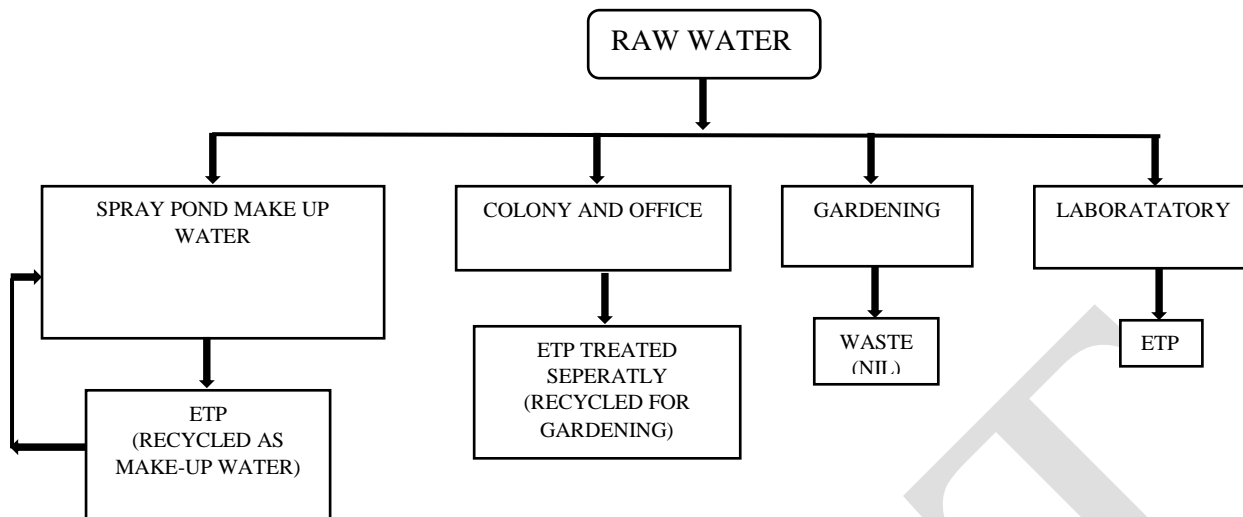 RAW WATER
SPRAY POND MAKE UP
WATER
COLONY AND OFFICE
GARDENING
LABORATATORY
ETP
(RECYCLED AS
MAKE-UP WATER)
ETP TREATED
SEPERATLY
(RECYCLED FOR
GARDENING)
WASTE
(NIL)
ETP